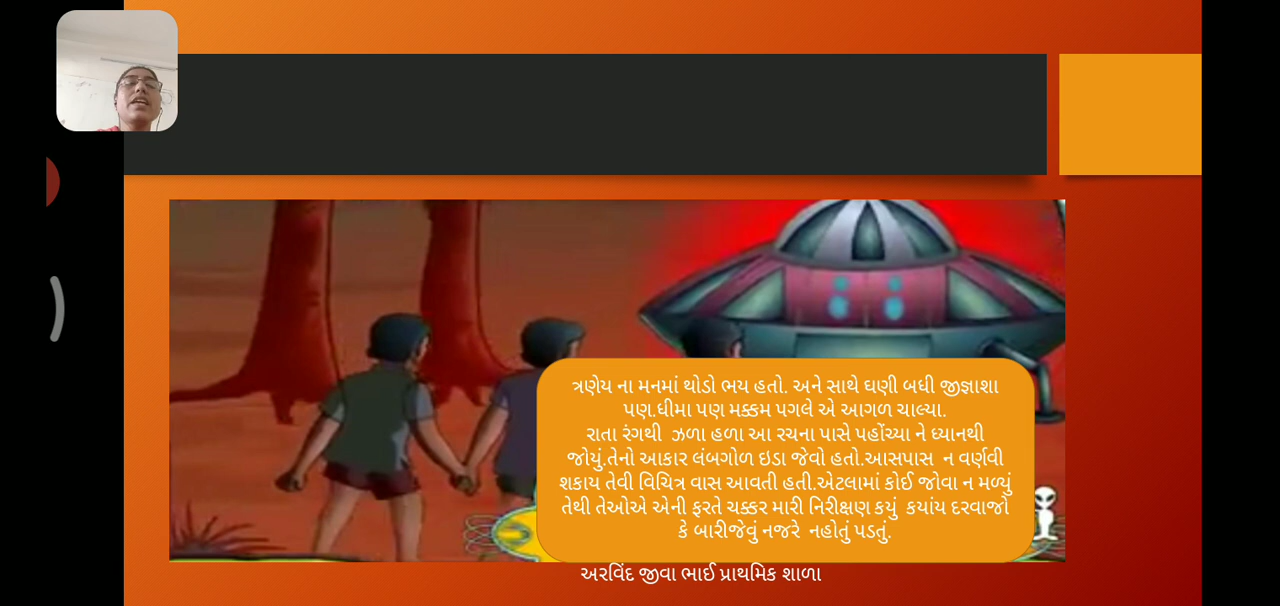 ત્રણેય ના મનમાં થોડો ભય હતો. અને સાથે ઘણી બધી જીજ્ઞાશા
પણ.ધીમા પણ મક્કમ પગલે એ આગળ ચાલ્યા.
રાતા રંગથી  ઝળા હળા આ રચના પાસે પહોંચ્યા ને ધ્યાનથી
જોયું.તેનો આકાર લંબગોળ ઇડા જેવો હતો.આસપાસ  ન વર્ણવી
શકાય તેવી વિચિત્ર વાસ આવતી હતી.એટલામાં કોઈ જોવા ન મળ્યું
તેથી તેઓએ એની ફરતે ચક્કર મારી નિરીક્ષણ કયું  કયાંય દરવાજો
કે બારીજેવું નજરે  નહોતું પડતું.
અરવિંદ જીવા ભાઈ પ્રાથમિક શાળા